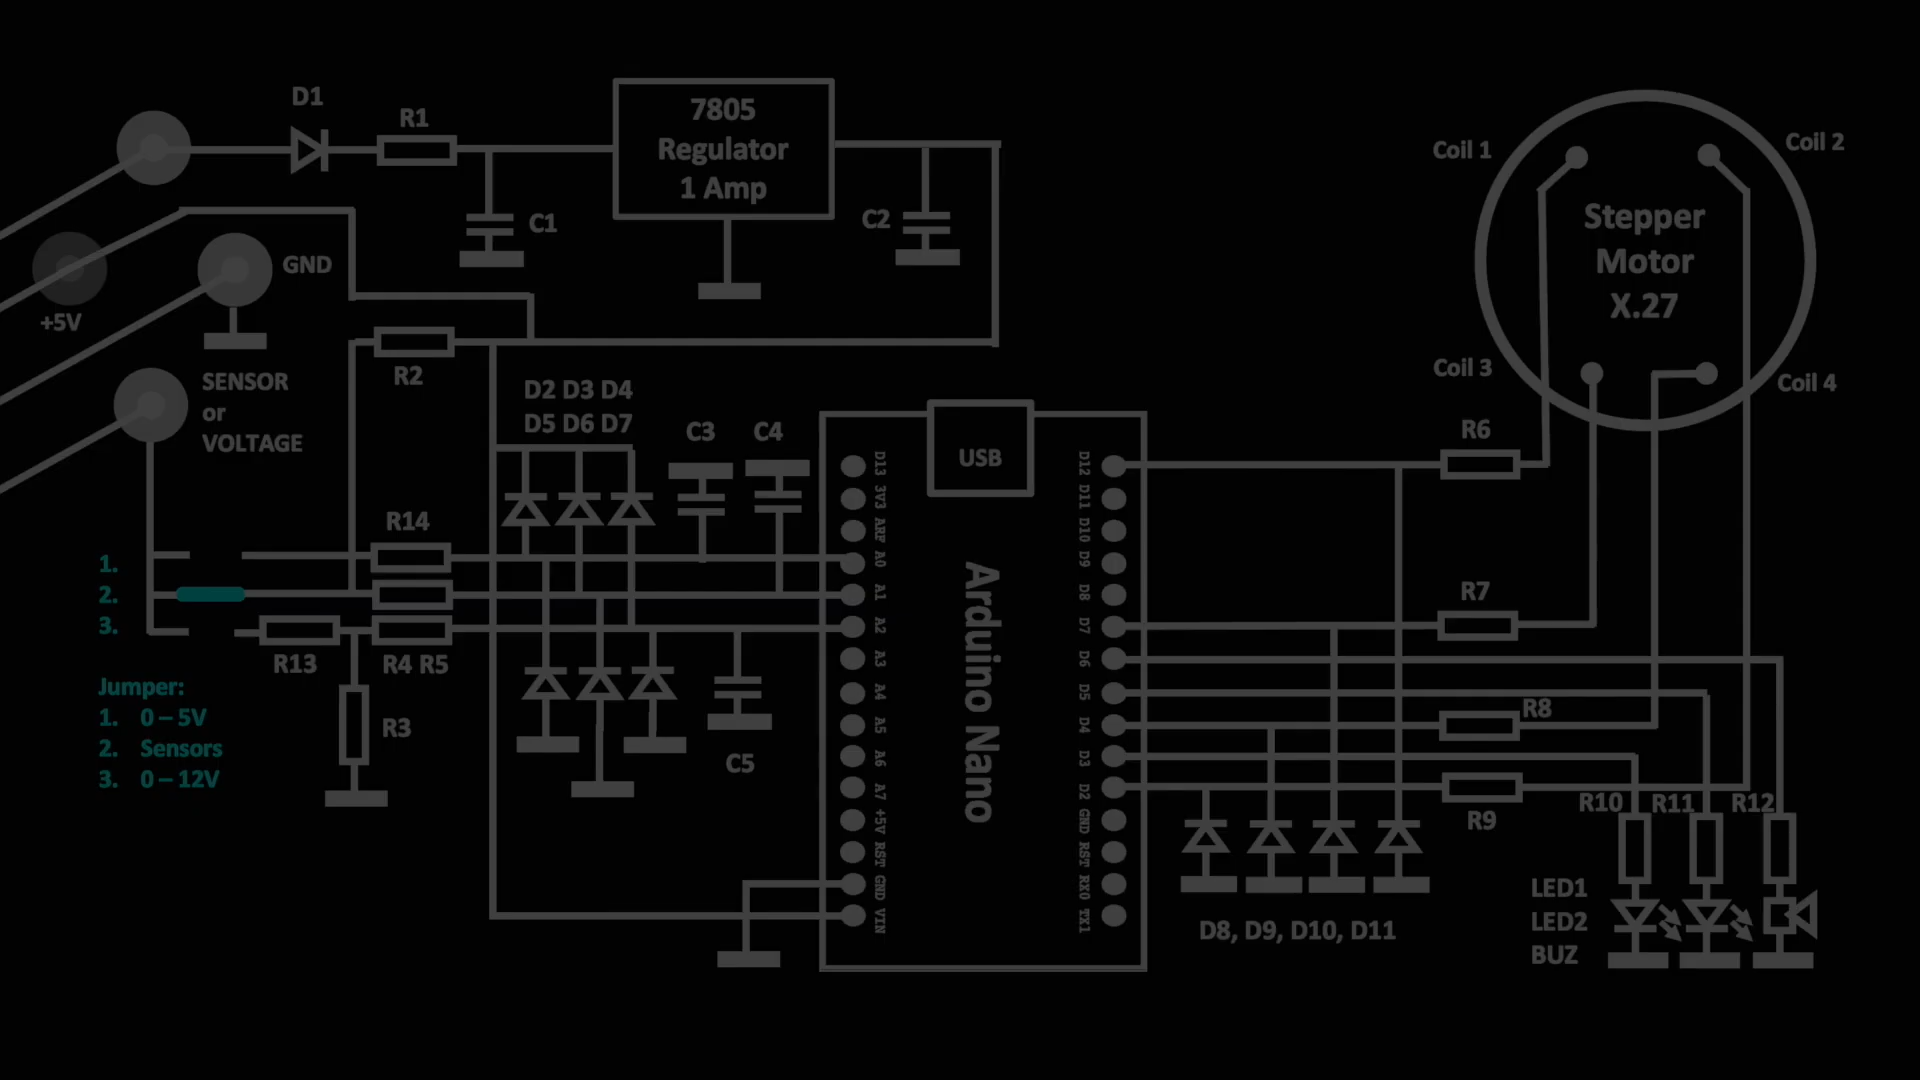 D1
R1
7805
Regulator
1 Amp
C1
C2
GND
+5V
R2
SENSOR
or
VOLTAGE
D2 D3 D4
D5 D6 D7
C3
C4
R14
1.
2.
3.
R13
R4 R5
R3
C5
Jumper:
1. 0 – 5V
2. Sensors
3. 0 – 12V
USB
D13
3V3
ARF
A0
A1
A2
A3
A4
A5
A6
A7
+5V
RST
GND
VIN
Arduino Nano
D12
D11
D10
D9
D8
D7
D6
D5
D4
D3
D2
GND
RST
RX0
TX1
Coil 1
Coil 2
Stepper
Motor
X.27
Coil 3
Coil 4
R6
R7
R8
R9
R10
R11
R12
D8, D9, D10, D11
LED1
LED2
BUZ